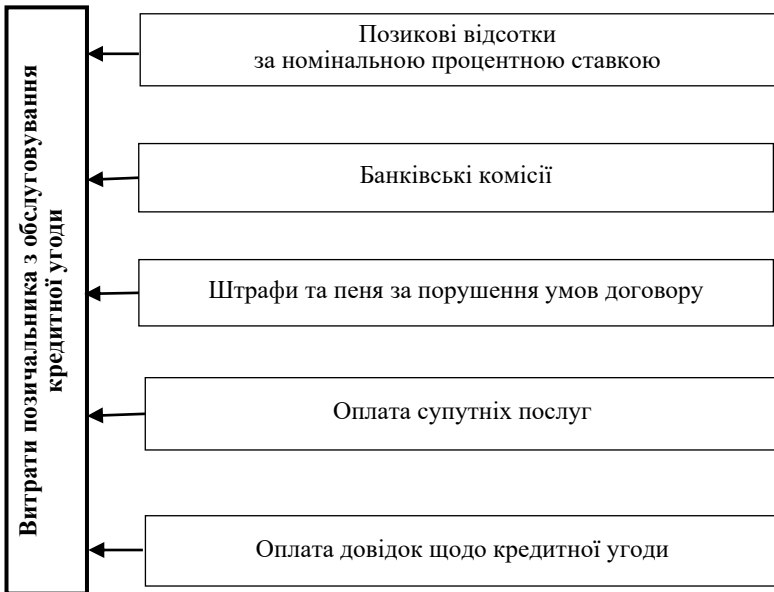 Витрати позичальника з обслуговування
кредитної угоди
Позикові відсотки
за номінальною процентною ставкою
Банківські комісії
Штрафи та пеня за порушення умов договору
Оплата супутніх послуг
Оплата довідок щодо кредитної угоди